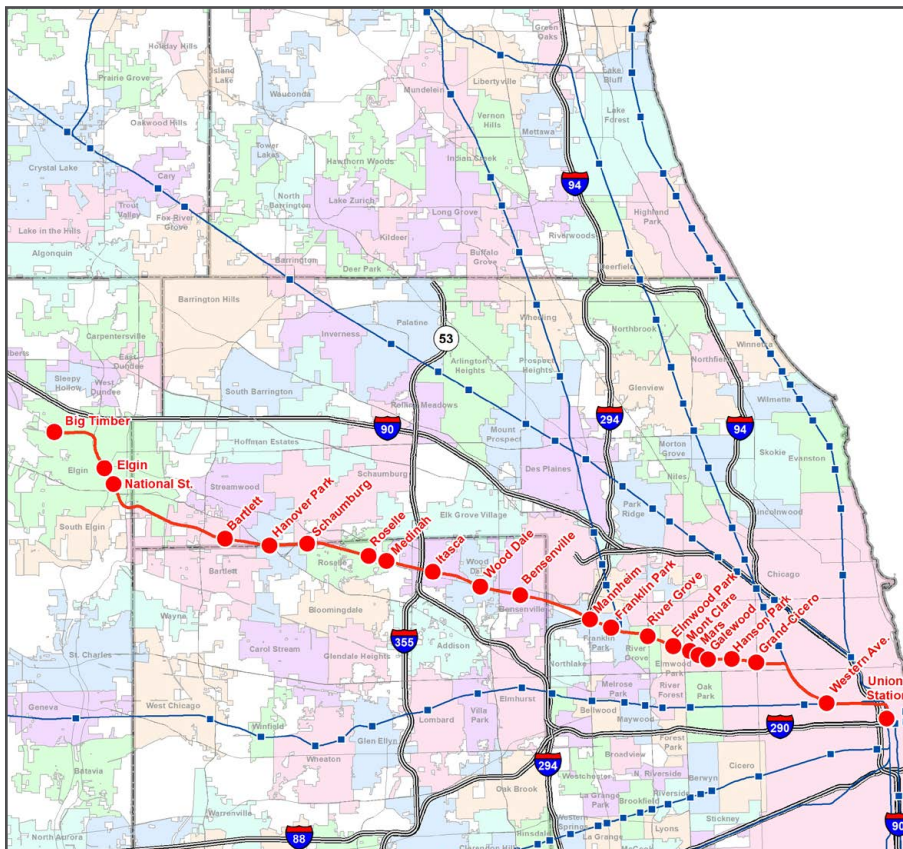 Green
Oaks
Holiday Hills
Island
Lake
Lake
Bluff
Prairie Grove
Wauconda
Libertyville
Mundelein
Lake
Forest
Vernon
Hills
Oakwood Hills
Mettawa
Tower
Lakes
Hawthorn Woods
Indian Creek
Crystal Lake
Cary
94
North
Barrington
Lake Zurich
Trout
Valley
Fox River
Grove
Long Grove
Highland
Park
Lake in the Hills
Kildeer
Riverwoods
Algonquin
Barrington
Buffalo
Grove
Deer Park
Deerfield
Barrington Hills
Wheeling
Palatine
Northbrook
Carpentersville
Inverness
53
Northfield
Winnetka
East
Dundee
Arlington
Heights
Prospect
Heights
Sleepy
Hollow
West
Dundee
Glenview
South Barrington
Rolling Meadows
Wilmette
Big Timber
90
294
94
Mount
Prospect
Hoffman Estates
Morton
Grove
Skokie
Evanston
Elgin
Elgin
National St.
Schaumburg
Des Plaines
Niles
Streamwood
Park
Ridge
Lincolnwood
Elk Grove Village
South Elgin
Bartlett
Hanover Park
Schaumburg
Roselle
Medinah
Itasca
Wood Dale
Bensenville
Mannheim
Franklin Park
River Grove
Elmwood Park
Mont Clare
Mars
Galewood
Hanson Park
Grand-Cicero
Western Ave.
Union
Station
Chicago
Bartlett
Roselle
Wood
Dale
Wayne
Bloomingdale
Bensenville
Franklin
Park
River
Grove
Elmwood
Park
355
Addison
St. Charles
Carol Stream
Glendale Heights
Northlake
Melrose
Park
River
Forest
Oak
Park
Elmhurst
Geneva
West Chicago
Bellwood
Maywood
Winfield
Lombard
Villa
Park
290
Glen Ellyn
Forest
Park
Wheaton
294
Broadview
Cicero
Batavia
Westchester
N. Riverside
Berwyn
Oak Brook
La Grange
Park
Riverside
Brookfield
Warrenville
Western
Springs
Stickney
Lyons
North Aurora
88
Hinsdale
La Grange
90
Clarendon Hills